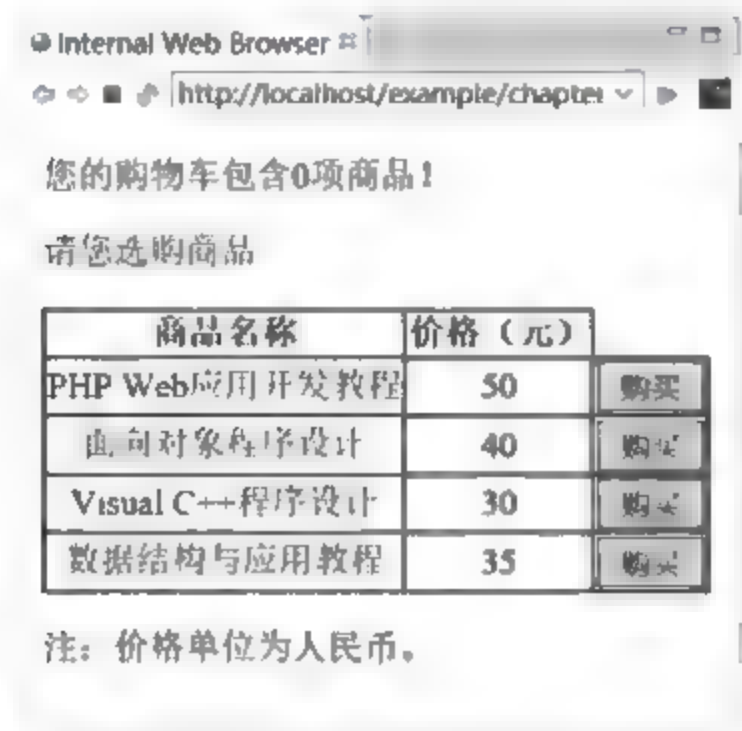 Internal Web Browser
http://localhost/example/chapter
您的购物车包含0项商品！
请您选购商品
商品名称 价格（元）
PHP Web应用开发教程 50 购买
面向对象程序设计 40 购买
Visual C++程序设计 30 购买
数据结构与应用教程 35 购买
注：价格单位为人民币。